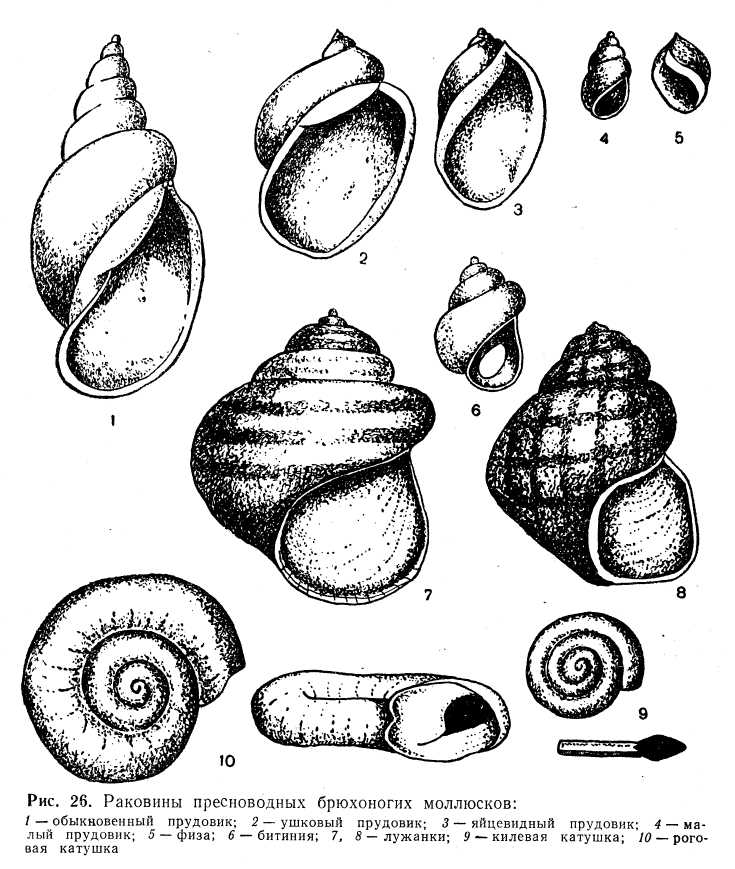 1
2
3
4
5
6
7
8
9
10
Рис. 26. Раковины пресноводных брюхоногих моллюсков:
1 — обыкновенный прудовик; 2 — ушковый прудовик; 3 — яйцевидный прудовик; 4 — ма-
лый прудовик; 5 — физа; 6 — битиния; 7, 8 — лужанки; 9 — килевая катушка; 10 — рого-
вая катушка